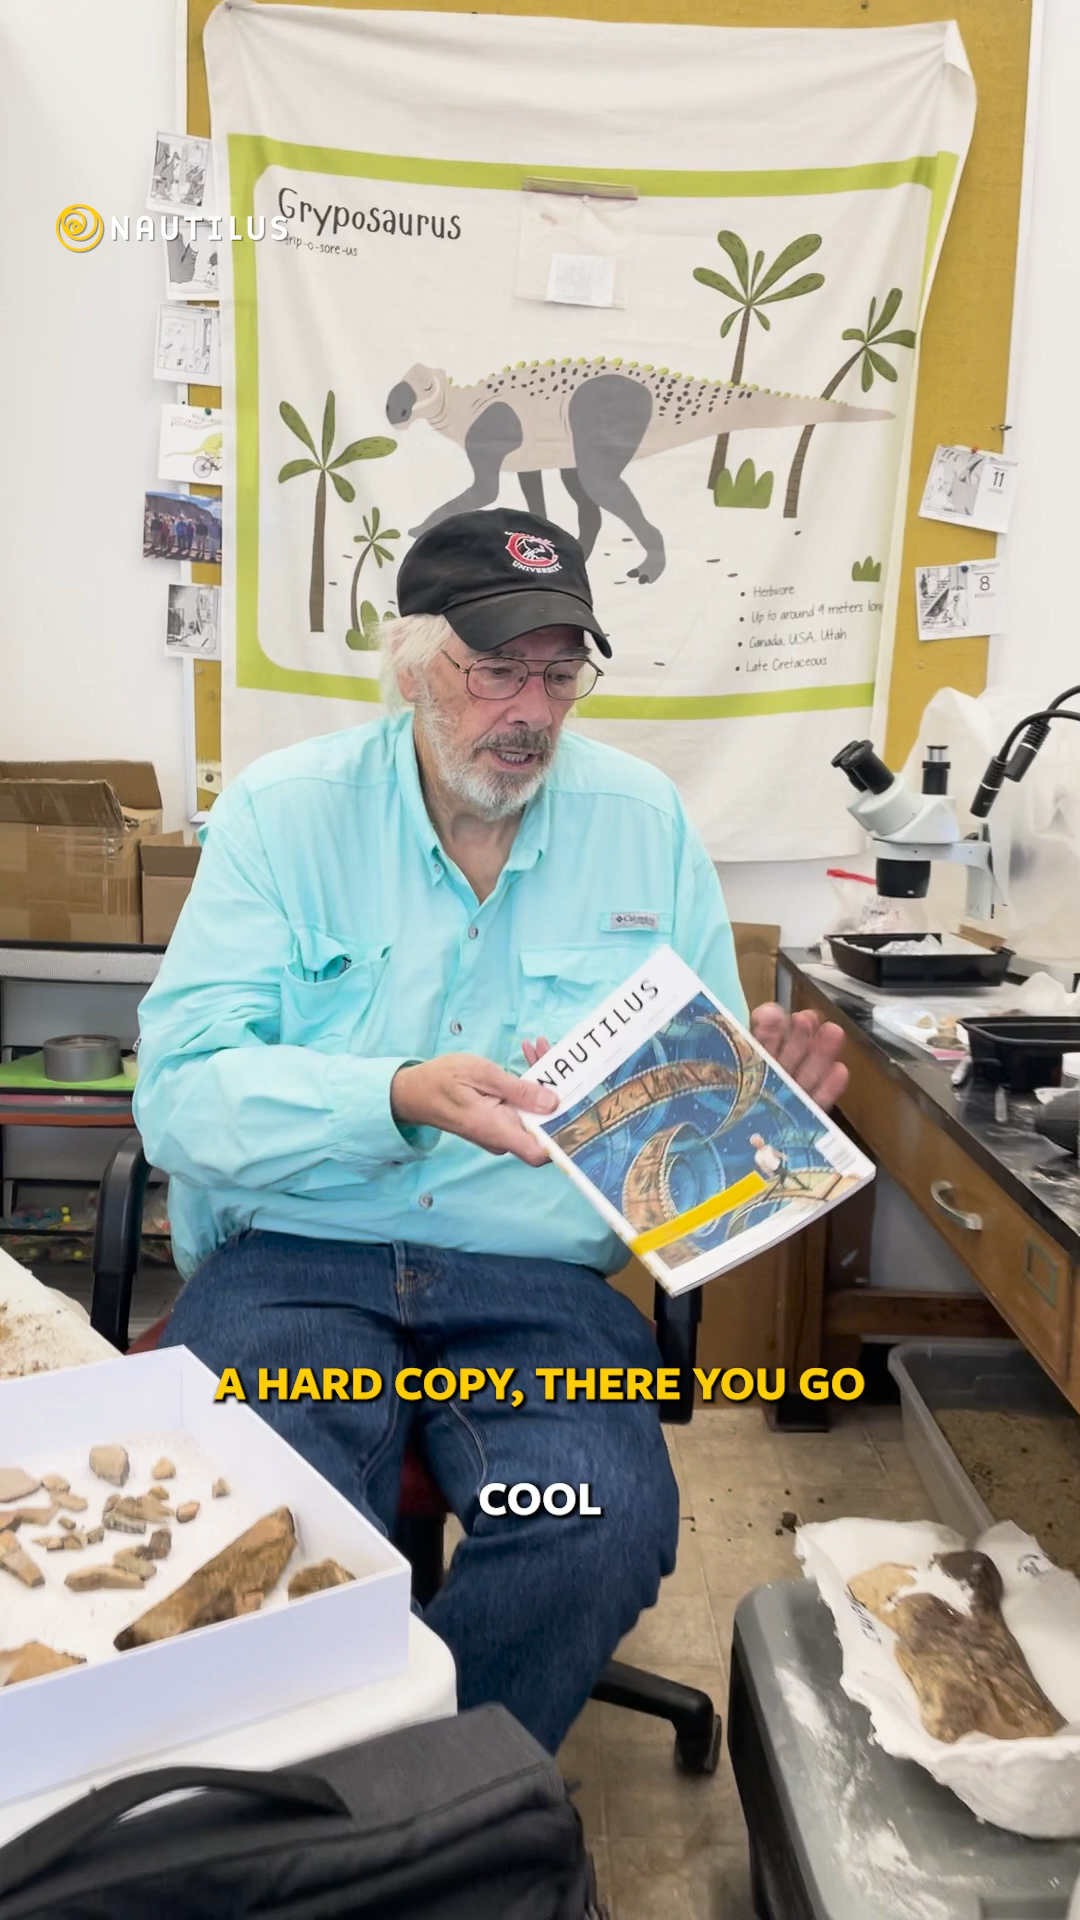 Gryposaurus
NAUTILUS
grip-o-sore-us
11
8
Herbivore
Up to around 9 meters long
Canada, USA, Utah
Late Cretaceous
UNIVERSITY
Columbia
NAUTILUS
A HARD COPY, THERE YOU GO
COOL